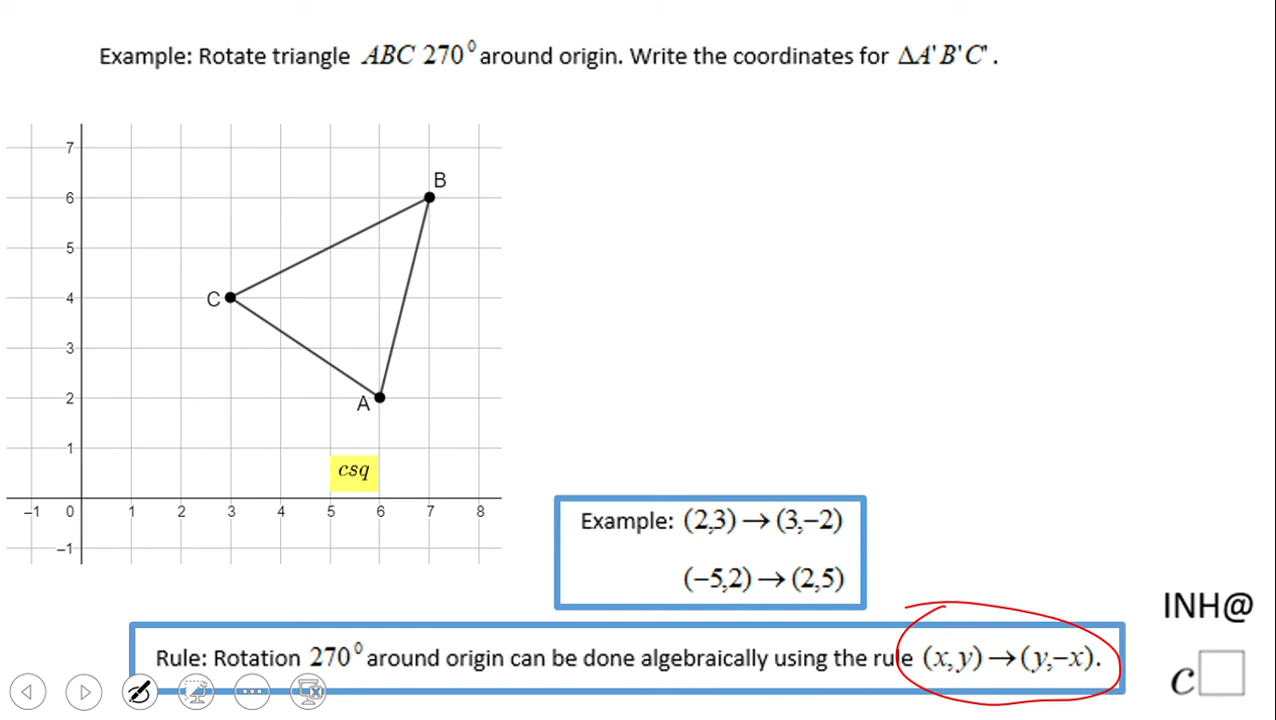 Example: Rotate triangle ABC 270⁰ around origin. Write the coordinates for ΔA'B'C'.
7
B
6
5
C
4
3
A
2
1
csq
−1 0 1 2 3 4 5 6 7 8
−1
Example: (2,3)→(3,−2)
(−5,2)→(2,5)
INH@
Rule: Rotation 270⁰ around origin can be done algebraically using the rule (x,y)→(y,−x).
c